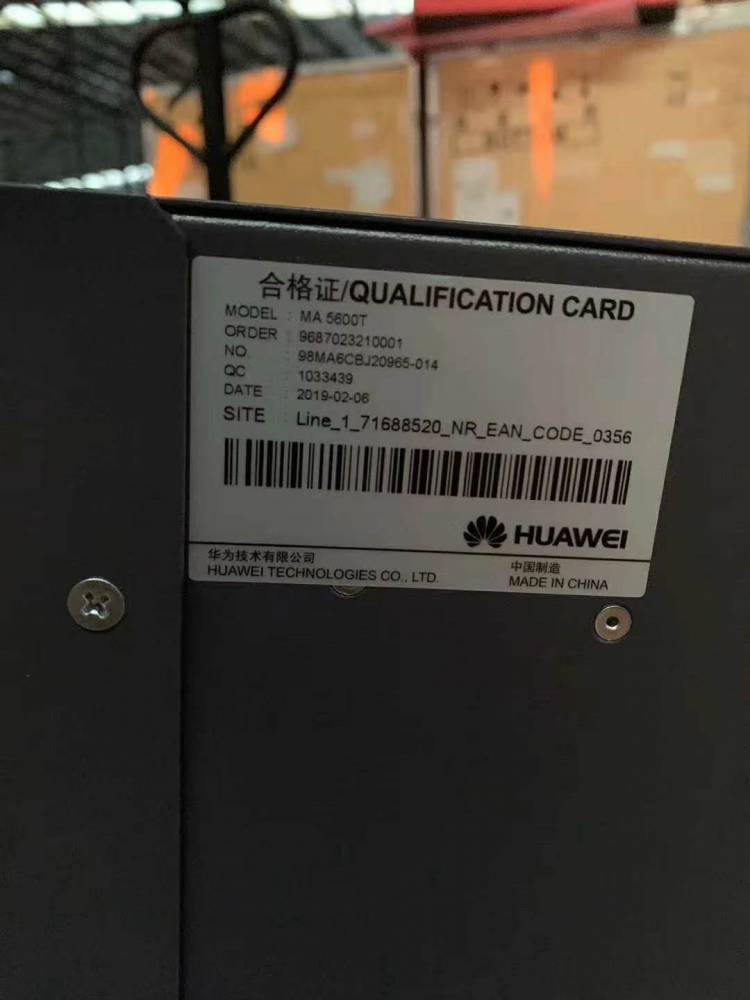 合格证/QUALIFICATION CARD
MODEL : MA 5600T
ORDER : 9687023210001
NO. : 98MA6CBJ20965-014
QC : 1033439
DATE : 2019-02-06
SITE : Line_1_71688520_NR_EAN_CODE_0356
HUAWEI
华为技术有限公司
HUAWEI TECHNOLOGIES CO., LTD.
中国制造
MADE IN CHINA